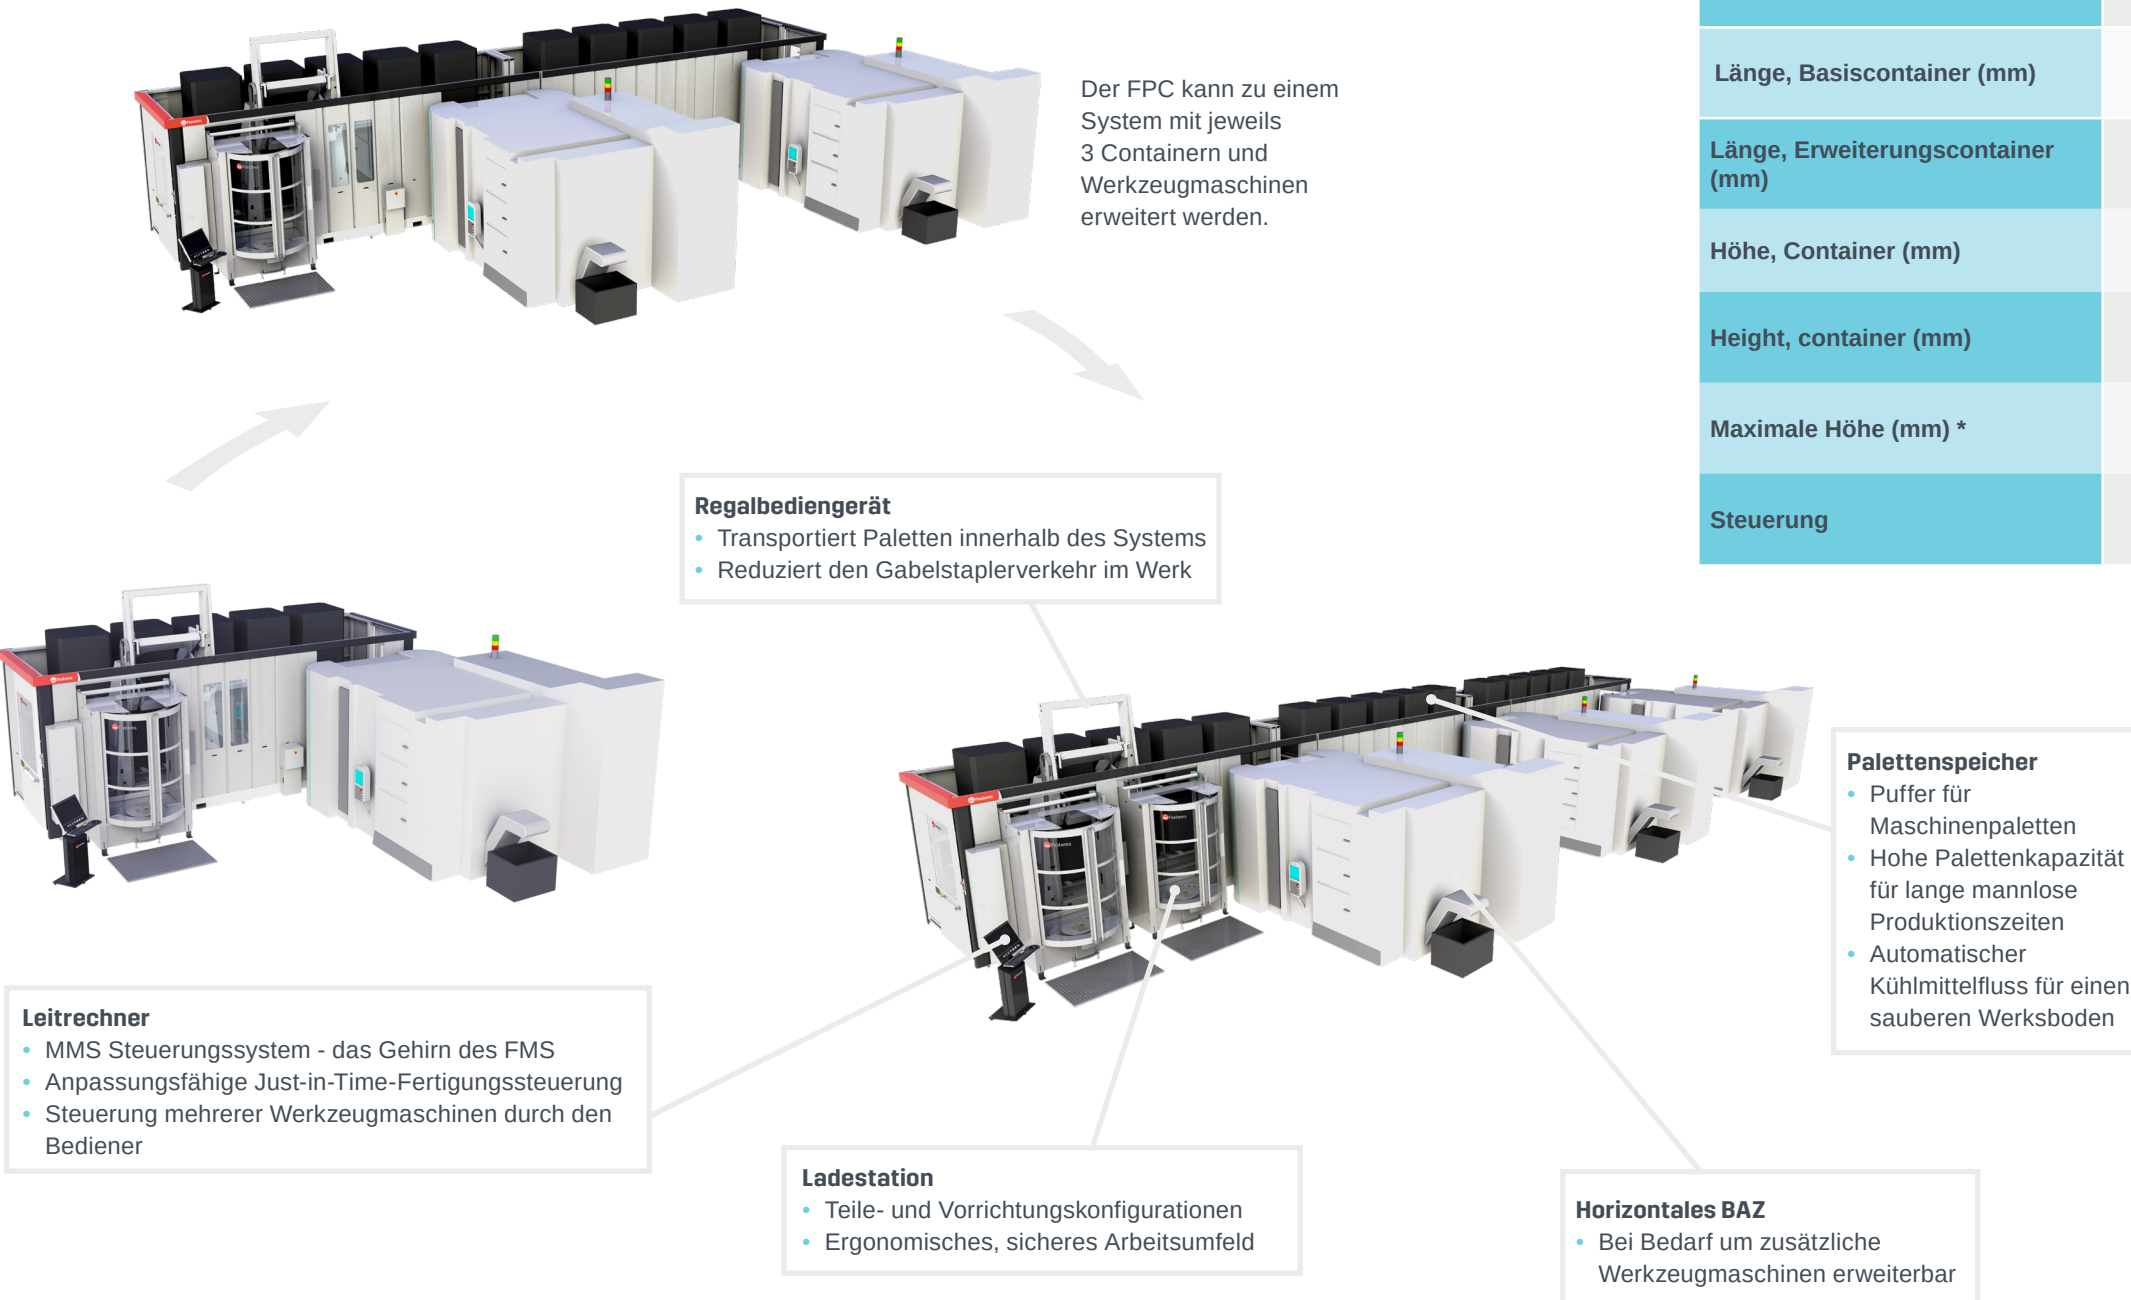 Der FPC kann zu einem
System mit jeweils
3 Containern und
Werkzeugmaschinen
erweitert werden.
Länge, Basiscontainer (mm)
Länge, Erweiterungscontainer
(mm)
Höhe, Container (mm)
Height, container (mm)
Maximale Höhe (mm) *
Steuerung
Regalbediengerät
• Transportiert Paletten innerhalb des Systems
• Reduziert den Gabelstaplerverkehr im Werk
Palettenspeicher
• Puffer für
Maschinenpaletten
• Hohe Palettenkapazität
für lange mannlose
Produktionszeiten
• Automatischer
Kühlmittelfluss für einen
sauberen Werksboden
Leitrechner
• MMS Steuerungssystem - das Gehirn des FMS
• Anpassungsfähige Just-in-Time-Fertigungssteuerung
• Steuerung mehrerer Werkzeugmaschinen durch den
Bediener
Ladestation
• Teile- und Vorrichtungskonfigurationen
• Ergonomisches, sicheres Arbeitsumfeld
Horizontales BAZ
• Bei Bedarf um zusätzliche
Werkzeugmaschinen erweiterbar